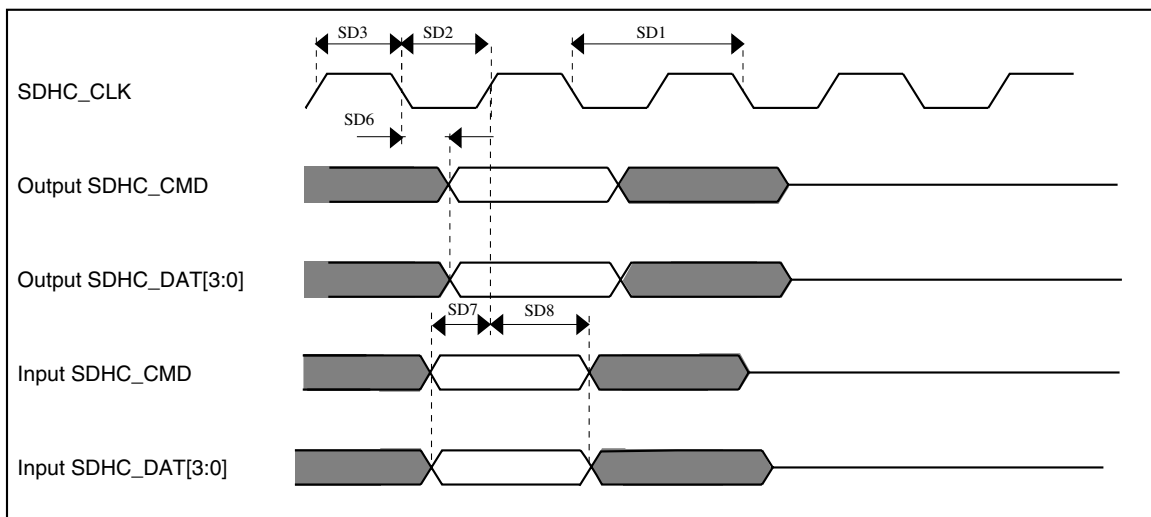 SD3 SD2 SD1
SDHC_CLK
SD6
Output SDHC_CMD
Output SDHC_DAT[3:0]
SD7 SD8
Input SDHC_CMD
Input SDHC_DAT[3:0]